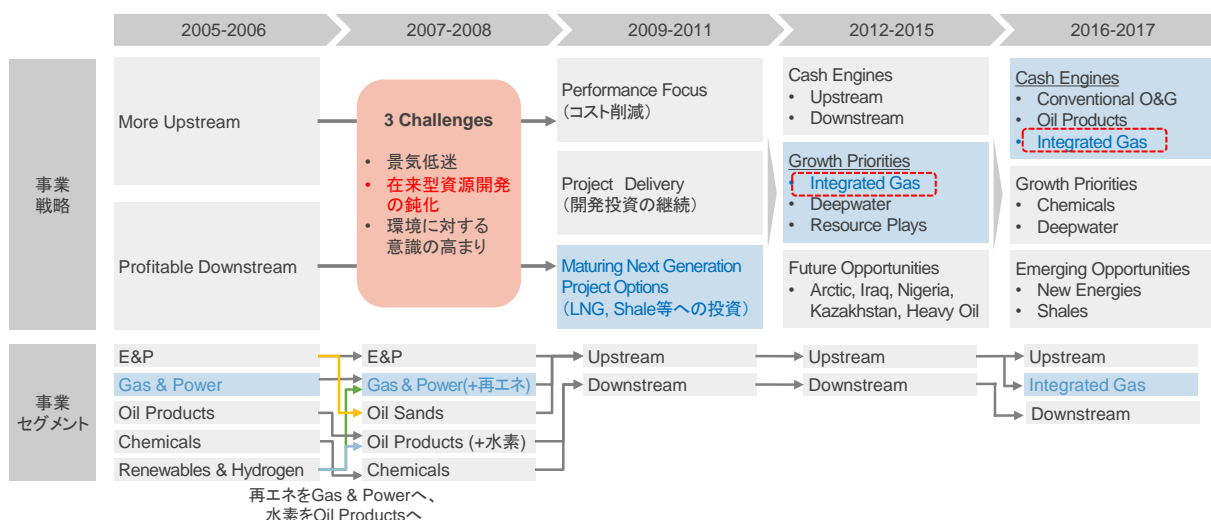 2005-2006
2007-2008
2009-2011
2012-2015
2016-2017
事業
戦略
More Upstream
Profitable Downstream
3 Challenges
• 景気低迷
• 在来型資源開発
の鈍化
• 環境に対する
意識の高まり
Performance Focus
（コスト削減）
Project Delivery
（開発投資の継続）
Maturing Next Generation
Project Options
（LNG, Shale等への投資）
Cash Engines
• Upstream
• Downstream
Growth Priorities
• Integrated Gas
• Deepwater
• Resource Plays
Future Opportunities
• Arctic, Iraq, Nigeria,
Kazakhstan, Heavy Oil
Cash Engines
• Conventional O&G
• Oil Products
• Integrated Gas
Growth Priorities
• Chemicals
• Deepwater
Emerging Opportunities
• New Energies
• Shales
事業
セグメント
E&P
Gas & Power
Oil Products
Chemicals
Renewables & Hydrogen
E&P
Gas & Power(+再エネ)
Oil Sands
Oil Products (+水素)
Chemicals
再エネをGas & Powerへ、
水素をOil Productsへ
Upstream
Downstream
Upstream
Downstream
Upstream
Integrated Gas
Downstream